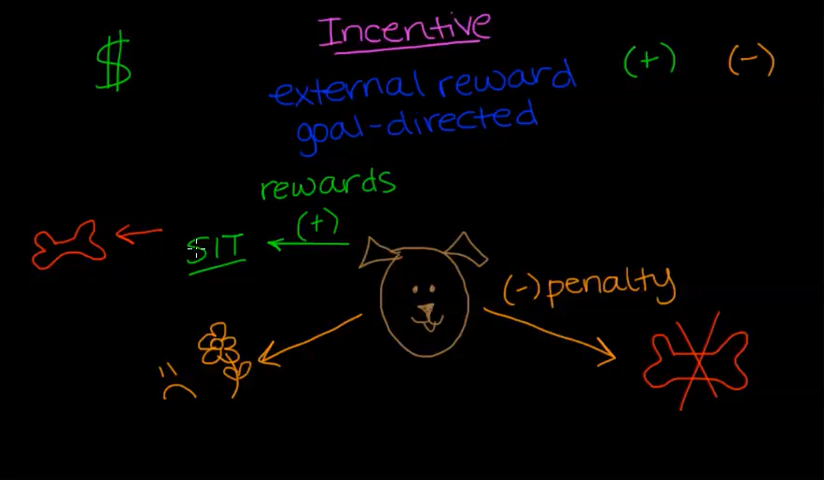 Incentive
$
external reward
(+)
(-)
goal-directed
rewards
(+)
SIT
(-) penalty